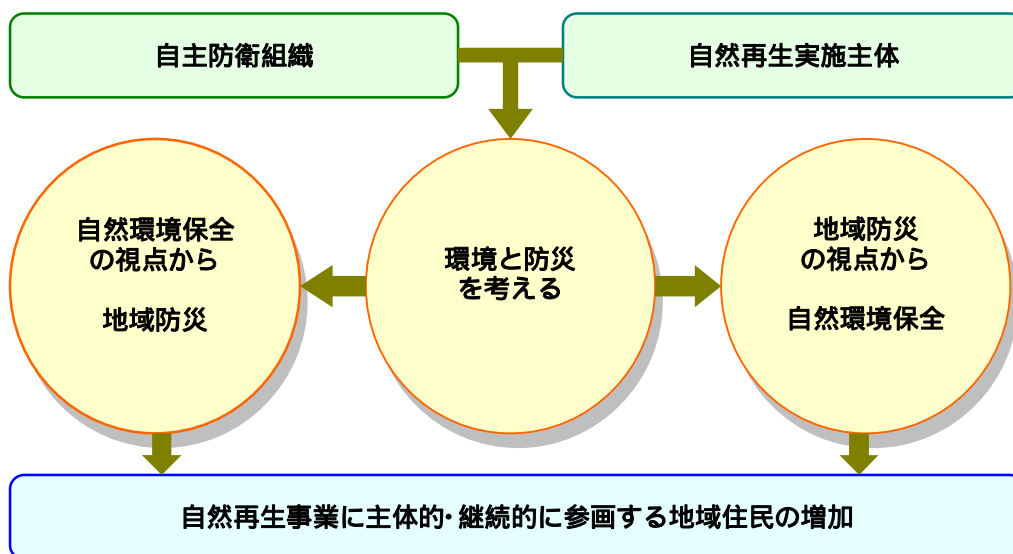 自主防衛組織
自然再生実施主体
自然環境保全
の視点から
地域防災
環境と防災
を考える
地域防災
の視点から
自然環境保全
自然再生事業に主体的・継続的に参画する地域住民の増加